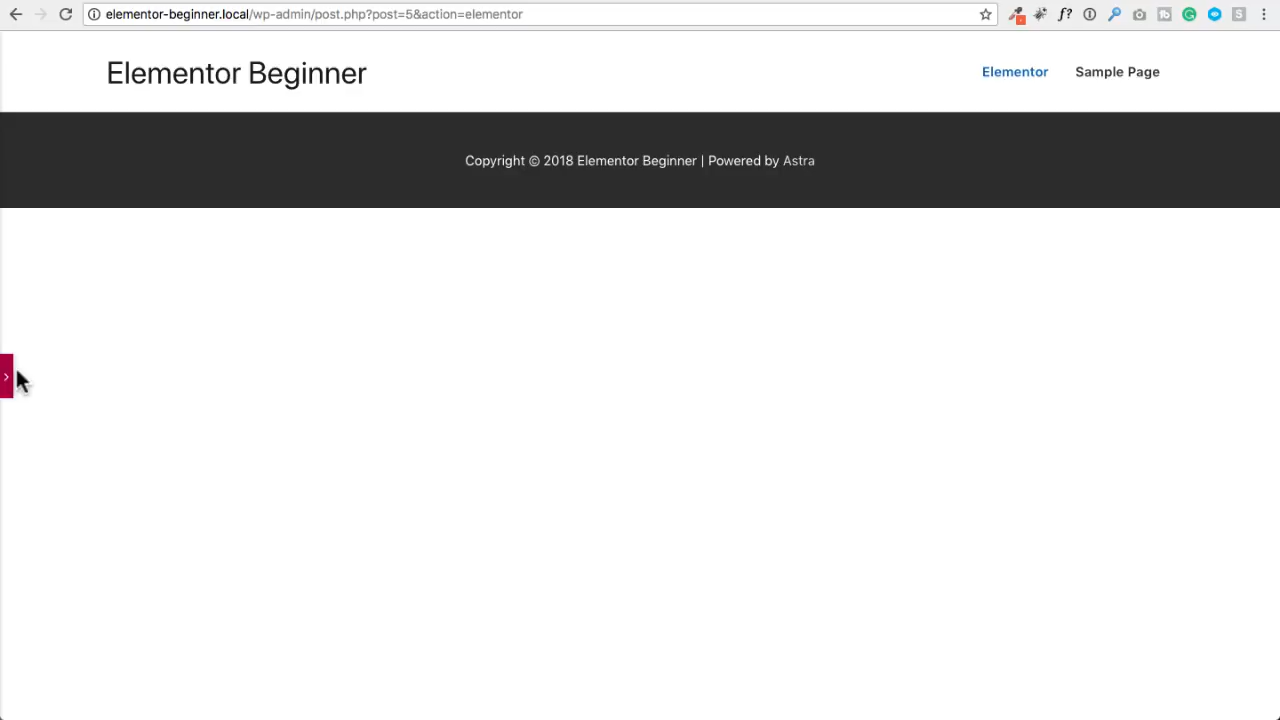 elementor-beginner.local/wp-admin/post.php?post=5&action=elementor
Elementor Beginner
Elementor
Sample Page
Copyright © 2018 Elementor Beginner | Powered by Astra